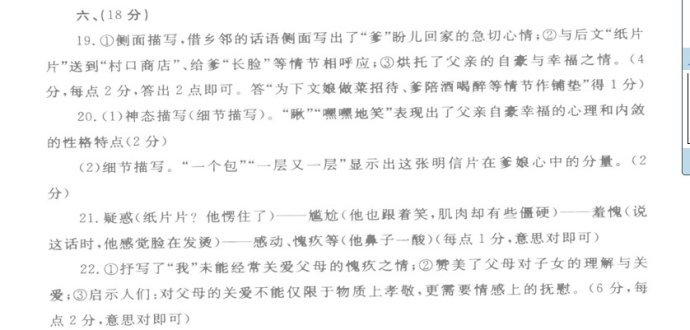 六、(18 分)
19. ①侧面描写,借乡邻的话语侧面写出了“爹”盼儿回家的急切心情;②与后文“纸片
片”送到“村口商店”、给爹“长脸”等情节相呼应;③烘托了父亲的自豪与幸福之情。(4
分,每点 2 分,答出 2 点即可。答“为下文娘做菜招待、爹陪酒喝醉等情节作铺垫”得 1 分)
20. (1)神态描写(细节描写)。“瞅”“嘿嘿地笑”表现出了父亲自豪幸福的心理和内敛
的性格特点(2 分)
(2)细节描写。“一个包”“一层又一层”显示出这张明信片在爹娘心中的分量。(2
分)
21. 疑惑(纸片片?他愣住了)——尴尬(他也跟着笑,肌肉却有些僵硬)——羞愧(说
这话时,他感觉脸在发烫)——感动、愧疚等(他鼻子一酸)(每点 1 分,意思对即可)
22. ①抒写了“我”未能经常关爱父母的愧疚之情;②赞美了父母对子女的理解与关
爱;③启示人们:对父母的关爱不能仅限于物质上孝敬,更需要情感上的抚慰。(6 分,每
点 2 分,意思对即可)